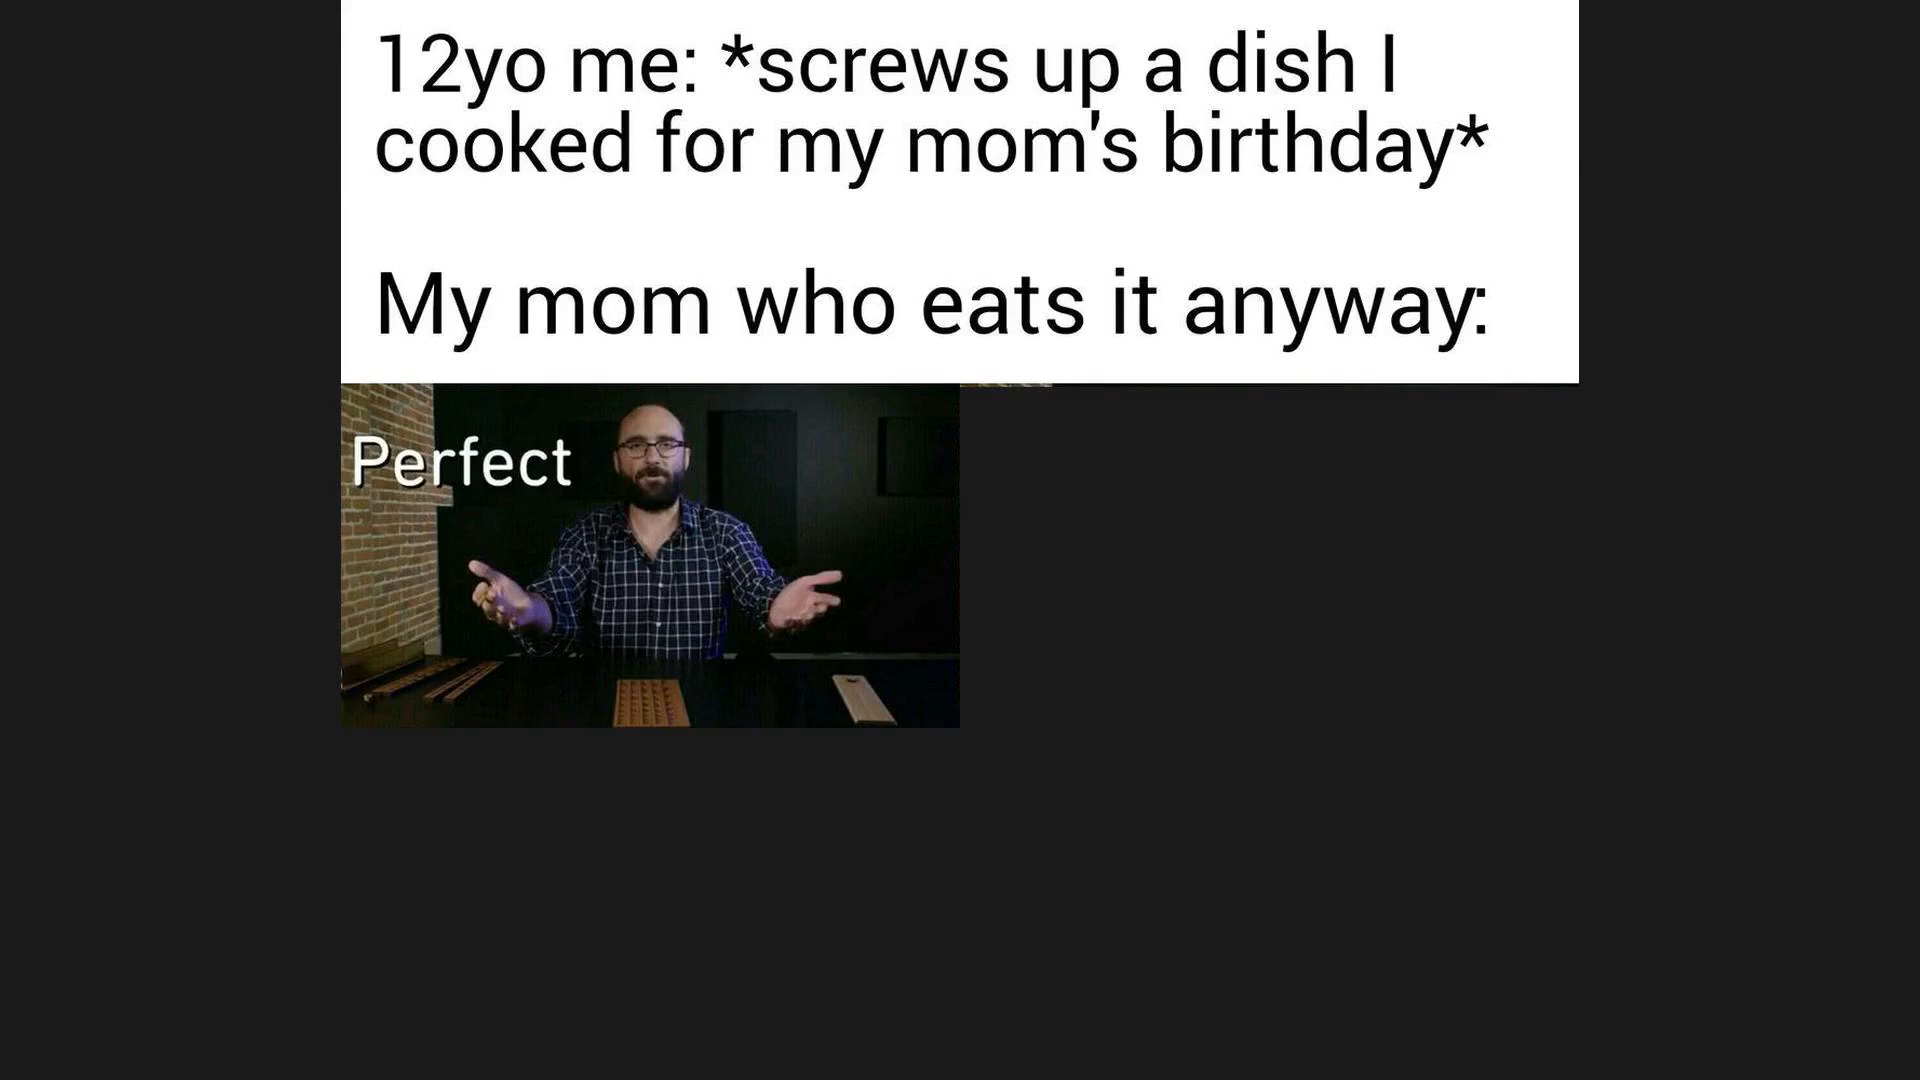 12yo me: *screws up a dish I
cooked for my mom's birthday*
My mom who eats it anyway:
Perfect